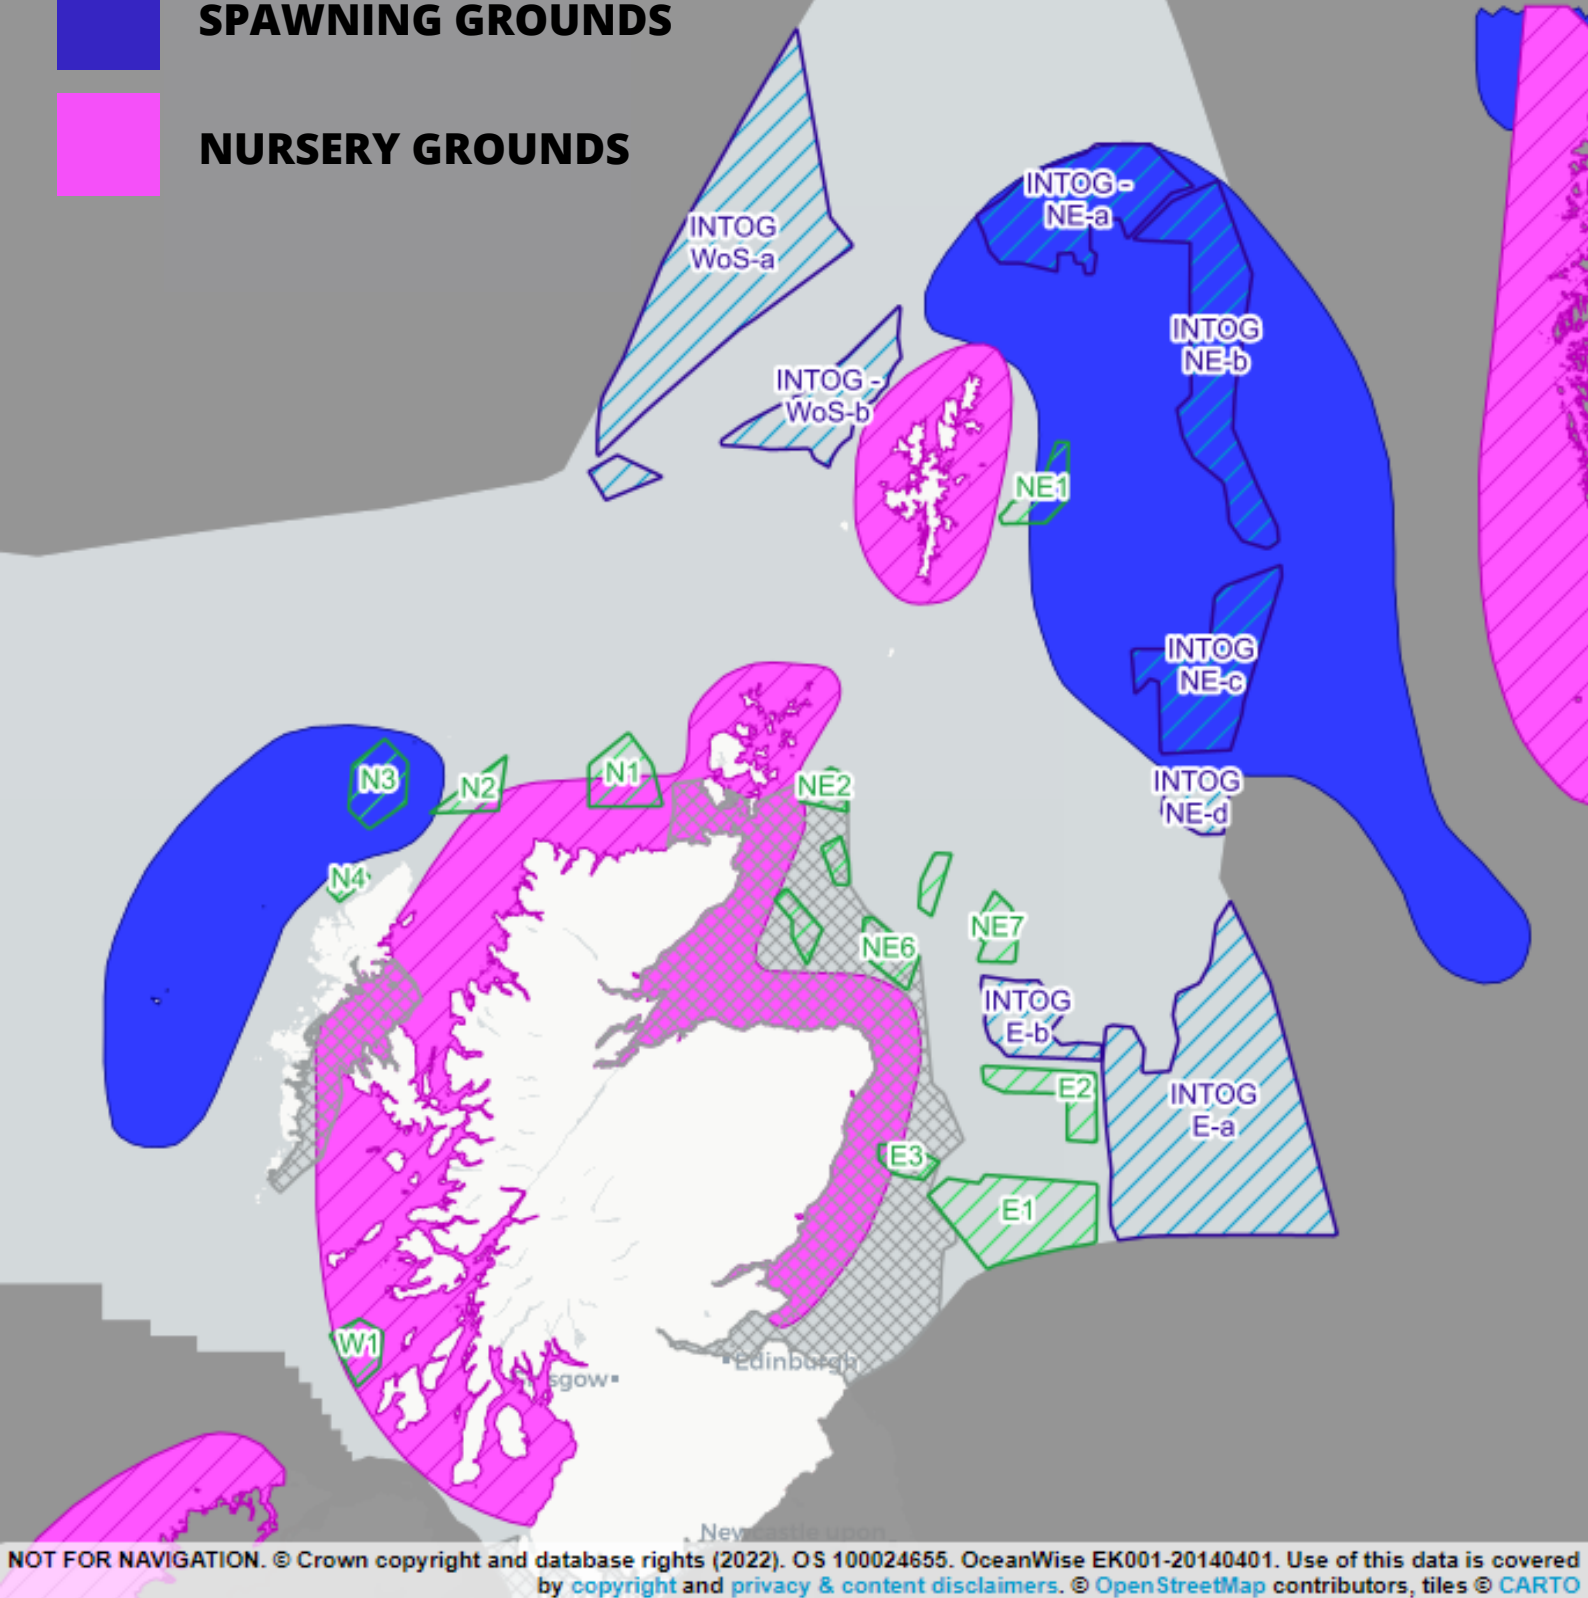 SPAWNING GROUNDS
NURSERY GROUNDS
INTOG -
NE-a
INTOG
WoS-a
INTOG
NE-b
INTOG -
WoS-b
NE1
INTOG
NE-c
N3
N2
N1
NE2
INTOG
NE-d
N4
NE6
NE7
INTOG
E-b
E2
INTOG
E-a
E3
E1
W1
Edinburgh
sgow
Newcastle upon
NOT FOR NAVIGATION. © Crown copyright and database rights (2022). OS 100024655. OceanWise EK001-20140401. Use of this data is covered
by copyright and privacy & content disclaimers. © OpenStreetMap contributors, tiles © CARTO